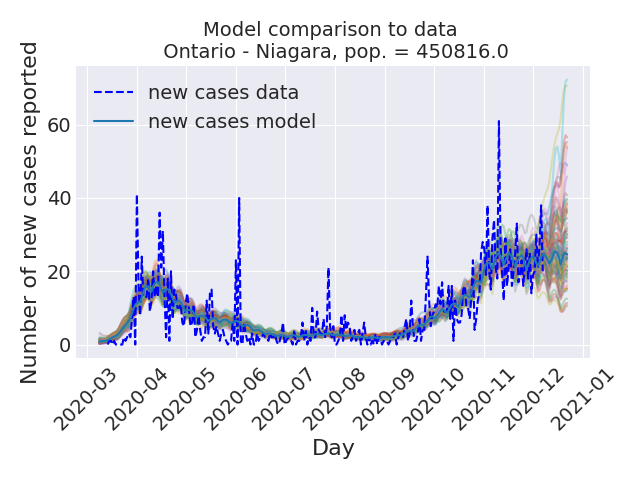 Model comparison to data
Ontario - Niagara, pop. = 450816.0
new cases data
new cases model
Number of new cases reported
60
40
20
0
2020-03
2020-04
2020-05
2020-06
2020-07
2020-08
2020-09
2020-10
2020-11
2020-12
2021-01
Day